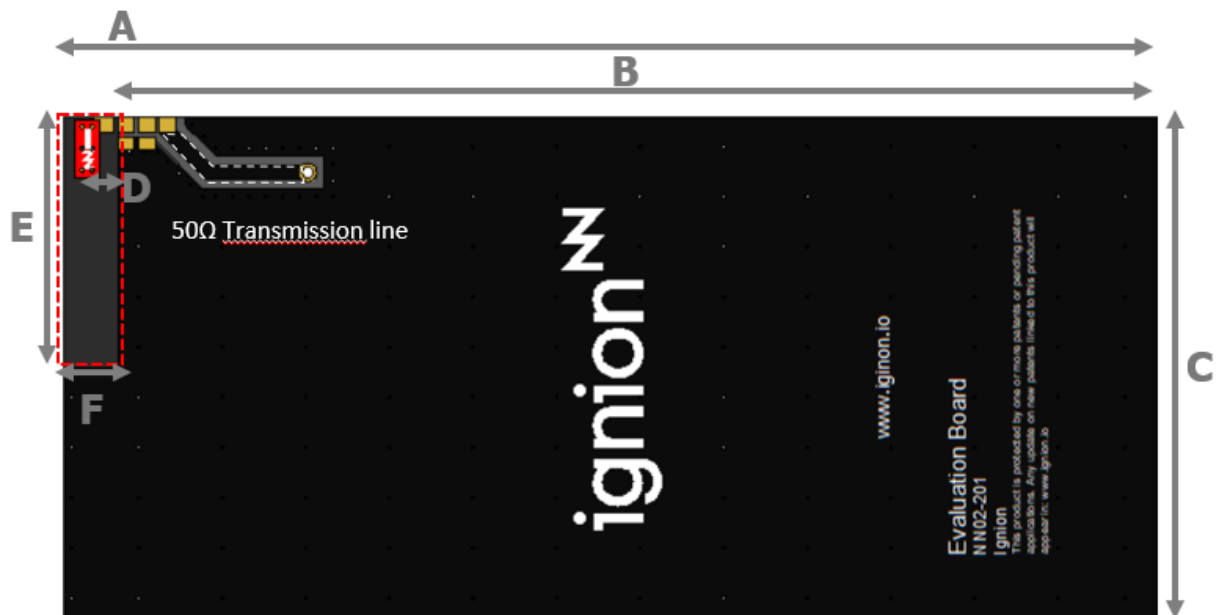 A
B
E
D
50Ω Transmission line
F
C
ignion
www.iginon.io
Evaluation Board
NN02-201
Ignion
This product is protected by one or more patents or pending patent
applications. Any update on new patents linked to this product will
appear in: www.ignion.io